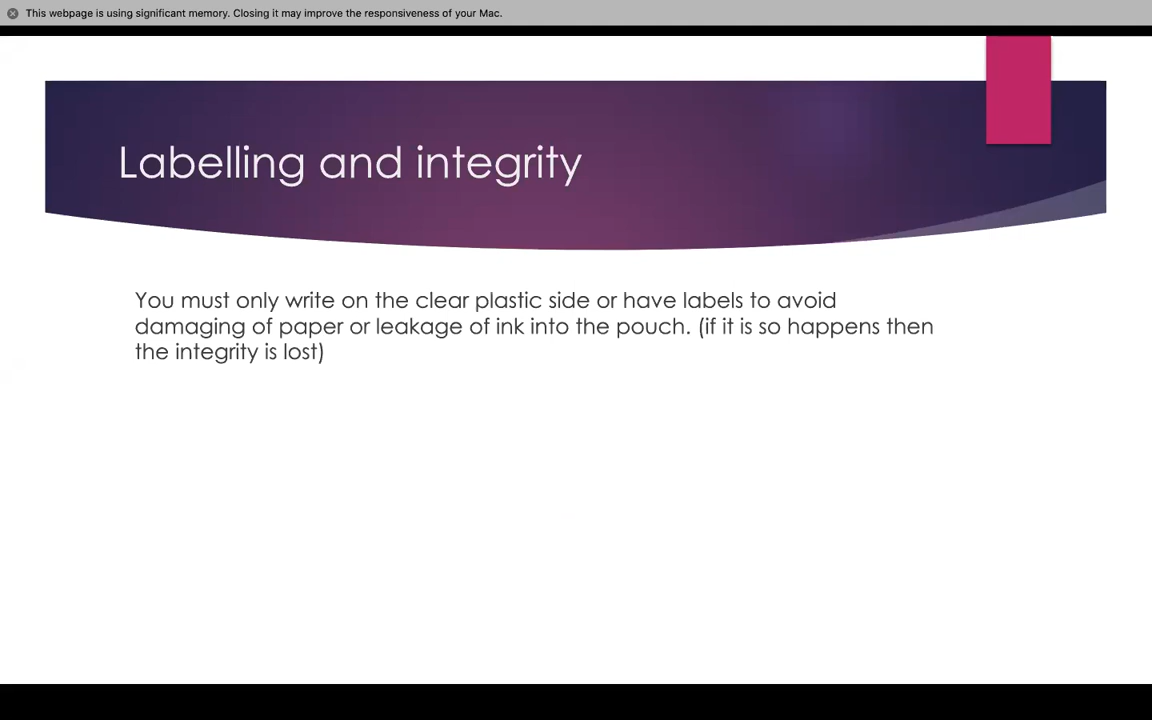 This webpage is using significant memory. Closing it may improve the responsiveness of your Mac.
Labelling and integrity
You must only write on the clear plastic side or have labels to avoid
damaging of paper or leakage of ink into the pouch. (if it is so happens then
the integrity is lost)